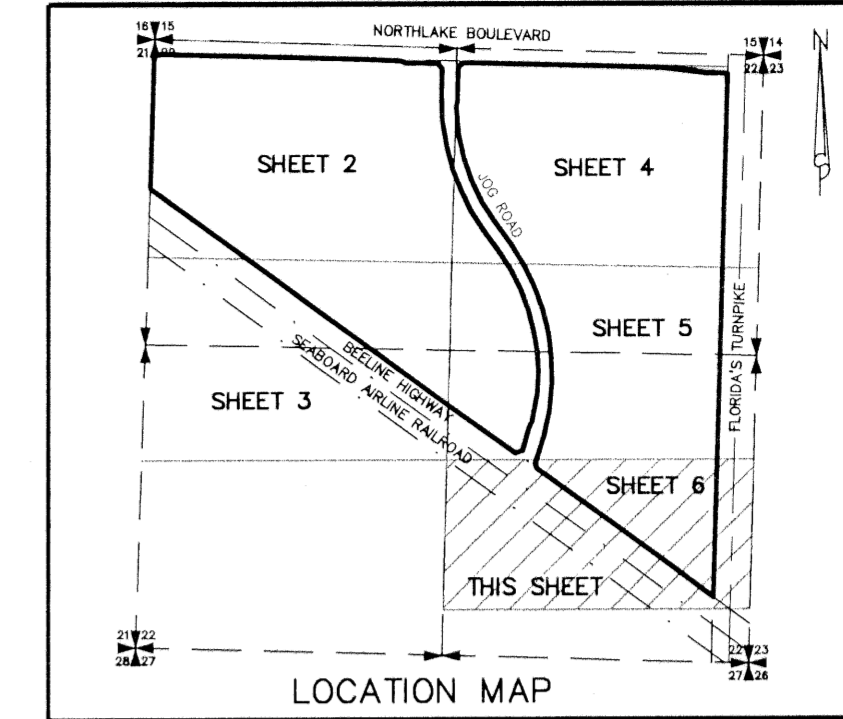 NORTHLAKE BOULEVARD
16 15
21 22
15 14
22 23
N
SHEET 2
SHEET 4
JOG ROAD
SHEET 5
FLORIDA'S TURNPIKE
BEELINE HIGHWAY
SEABOARD AIRLINE RAILROAD
SHEET 3
SHEET 6
THIS SHEET
21 22
28 27
22 23
27 26
LOCATION MAP